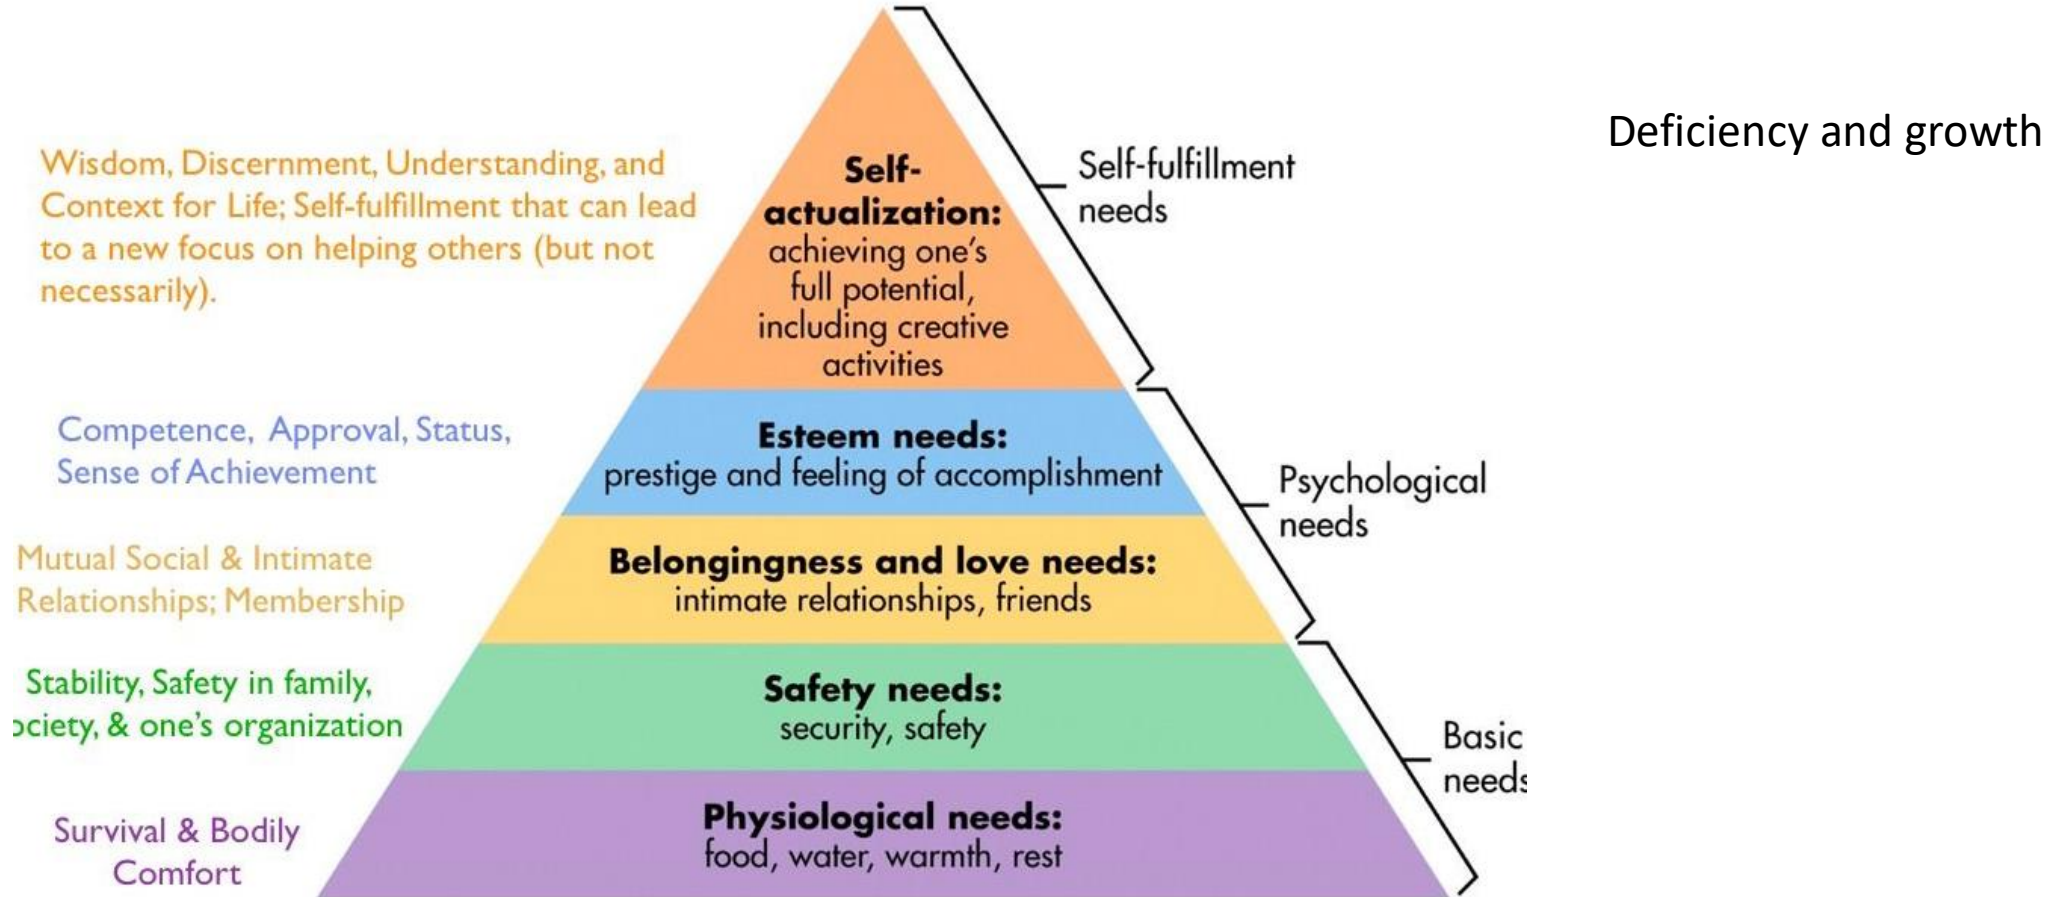 Deficiency and growth
Wisdom, Discernment, Understanding, and
Context for Life; Self-fulfillment that can lead
to a new focus on helping others (but not
necessarily).
Self-
actualization:
achieving one's
full potential,
including creative
activities
Self-fulfillment
needs
Competence, Approval, Status,
Sense of Achievement
Esteem needs:
prestige and feeling of accomplishment
Psychological
needs
Mutual Social & Intimate
Relationships; Membership
Belongingness and love needs:
intimate relationships, friends
Stability, Safety in family,
ociety, & one's organization
Safety needs:
security, safety
Basic
needs
Survival & Bodily
Comfort
Physiological needs:
food, water, warmth, rest